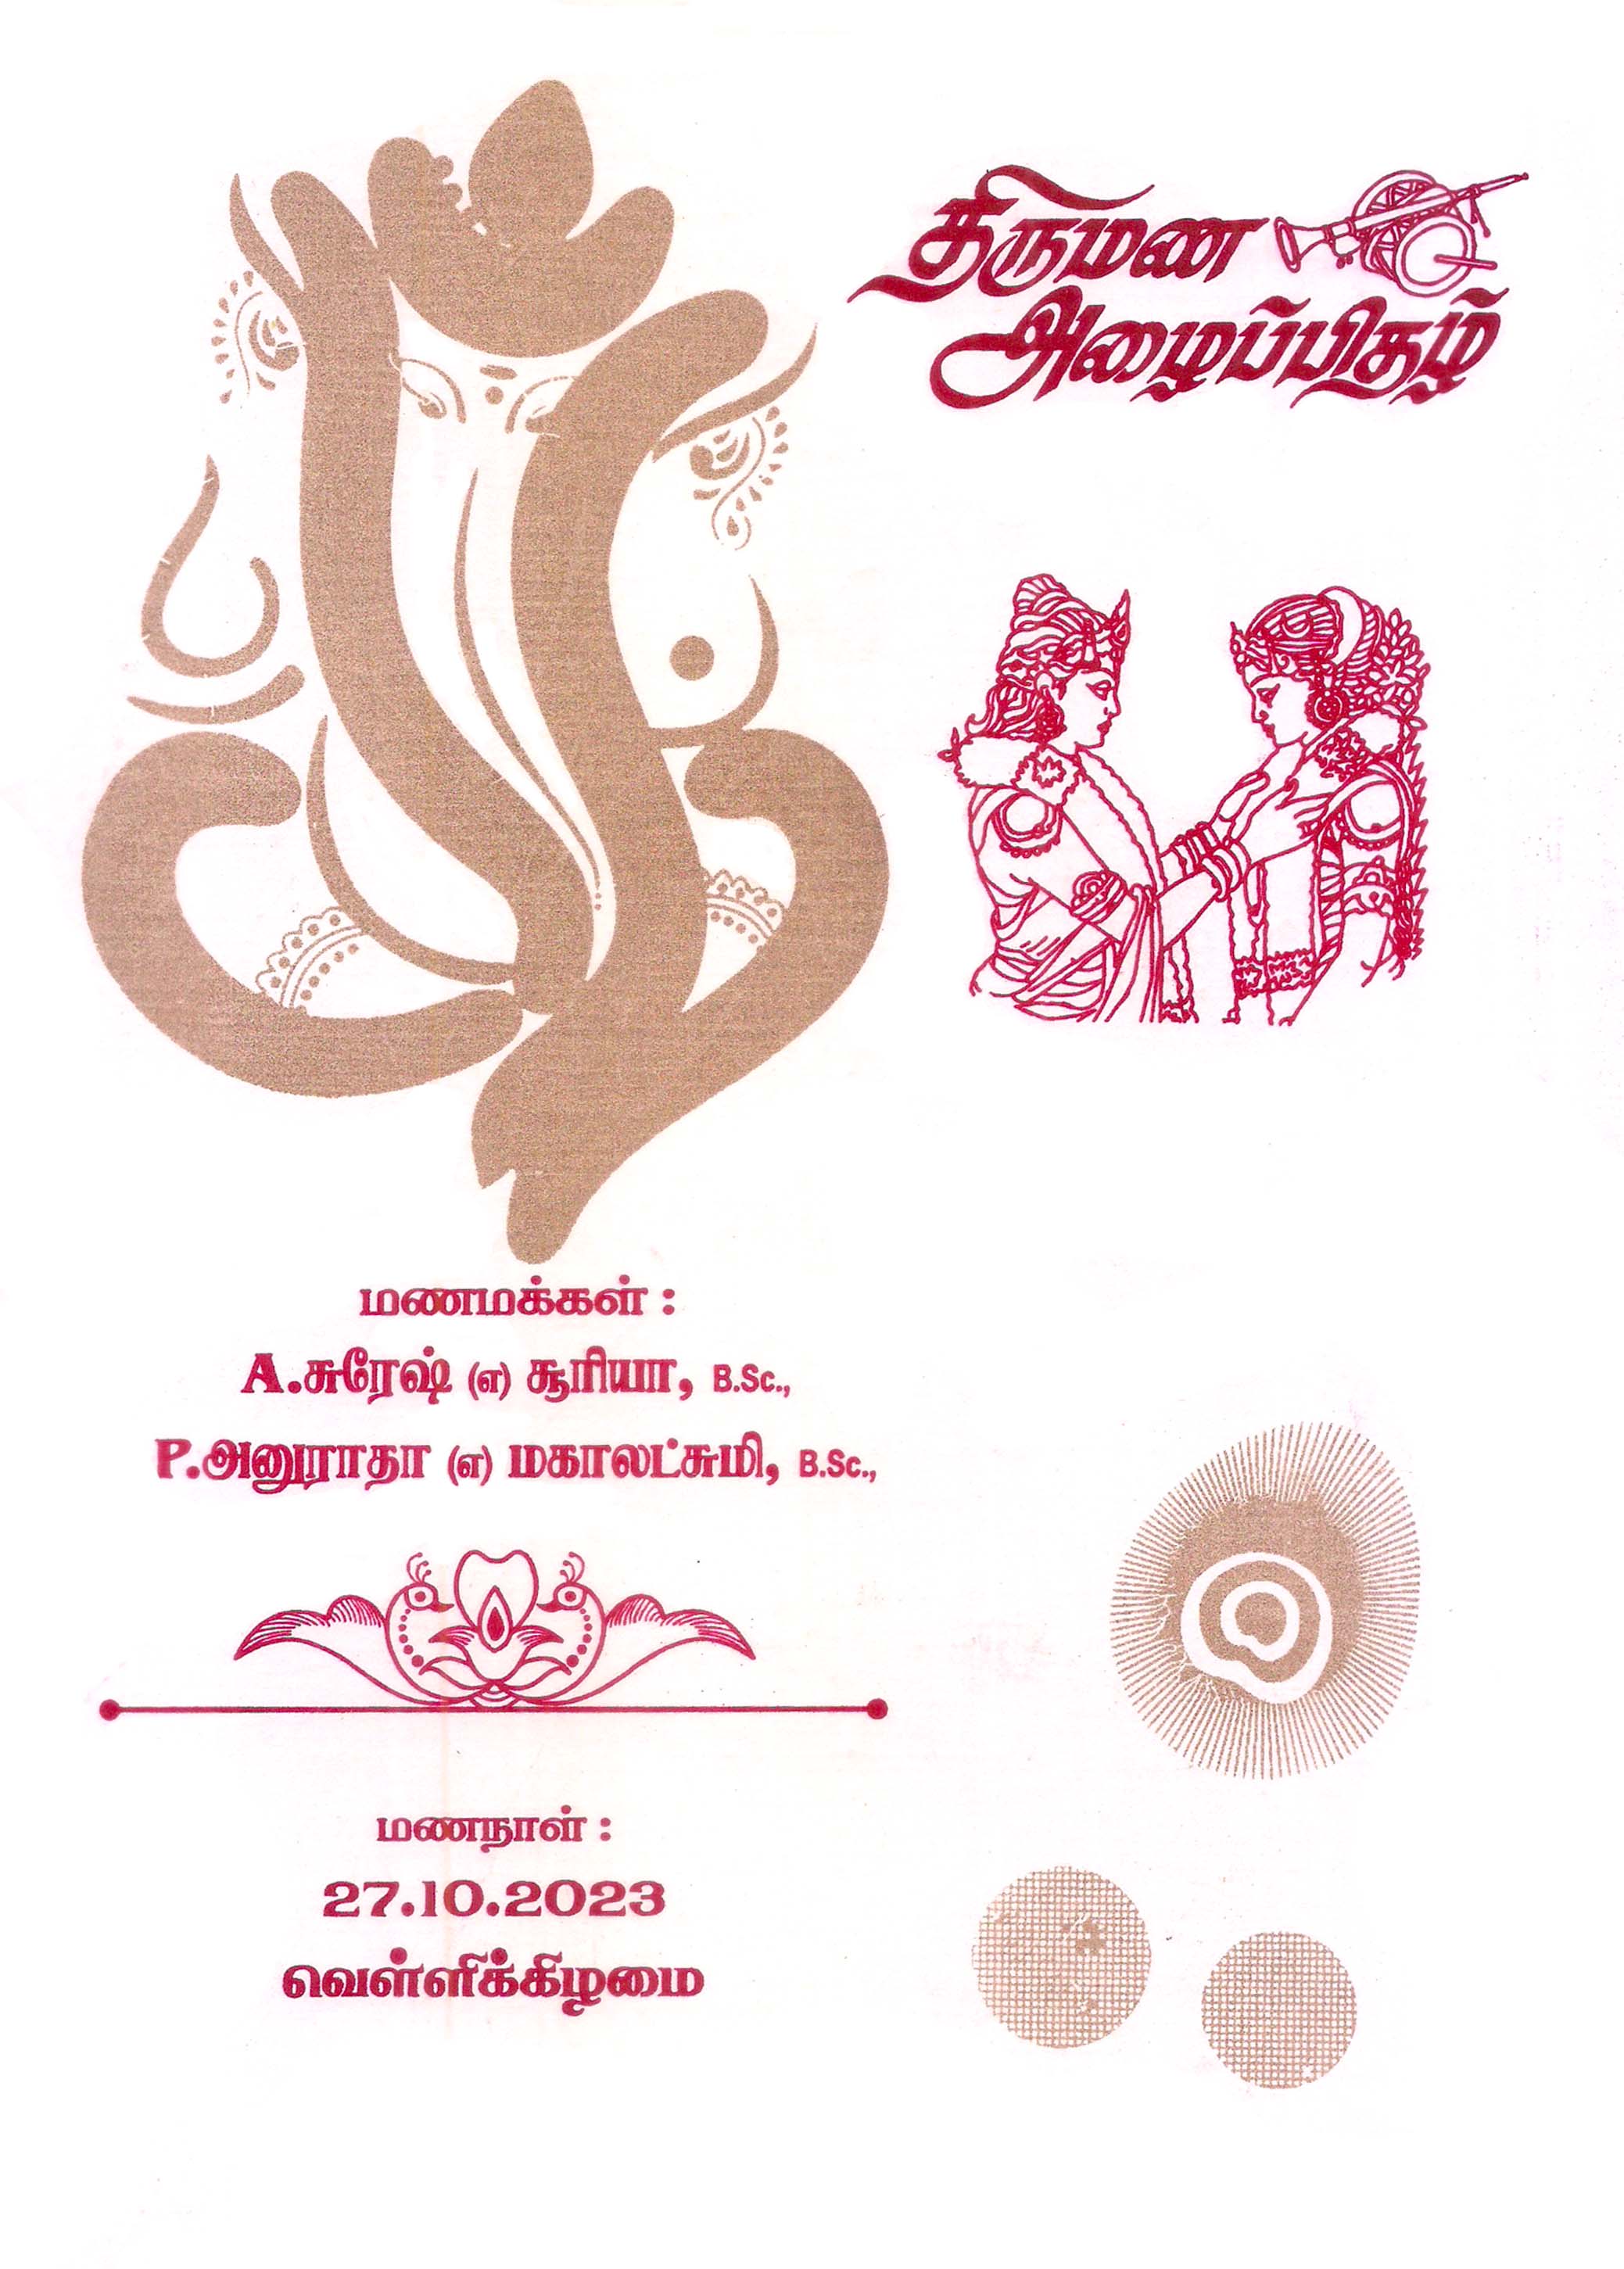 திருமண
அழைப்பிதழ்
மணமக்கள் :
A.சுரேஷ் (எ) சூரியா, B.Sc.,
P.அனுராதா (எ) மகாலட்சுமி, B.Sc.,
மணநாள் :
27.10.2023
வெள்ளிக்கிழமை